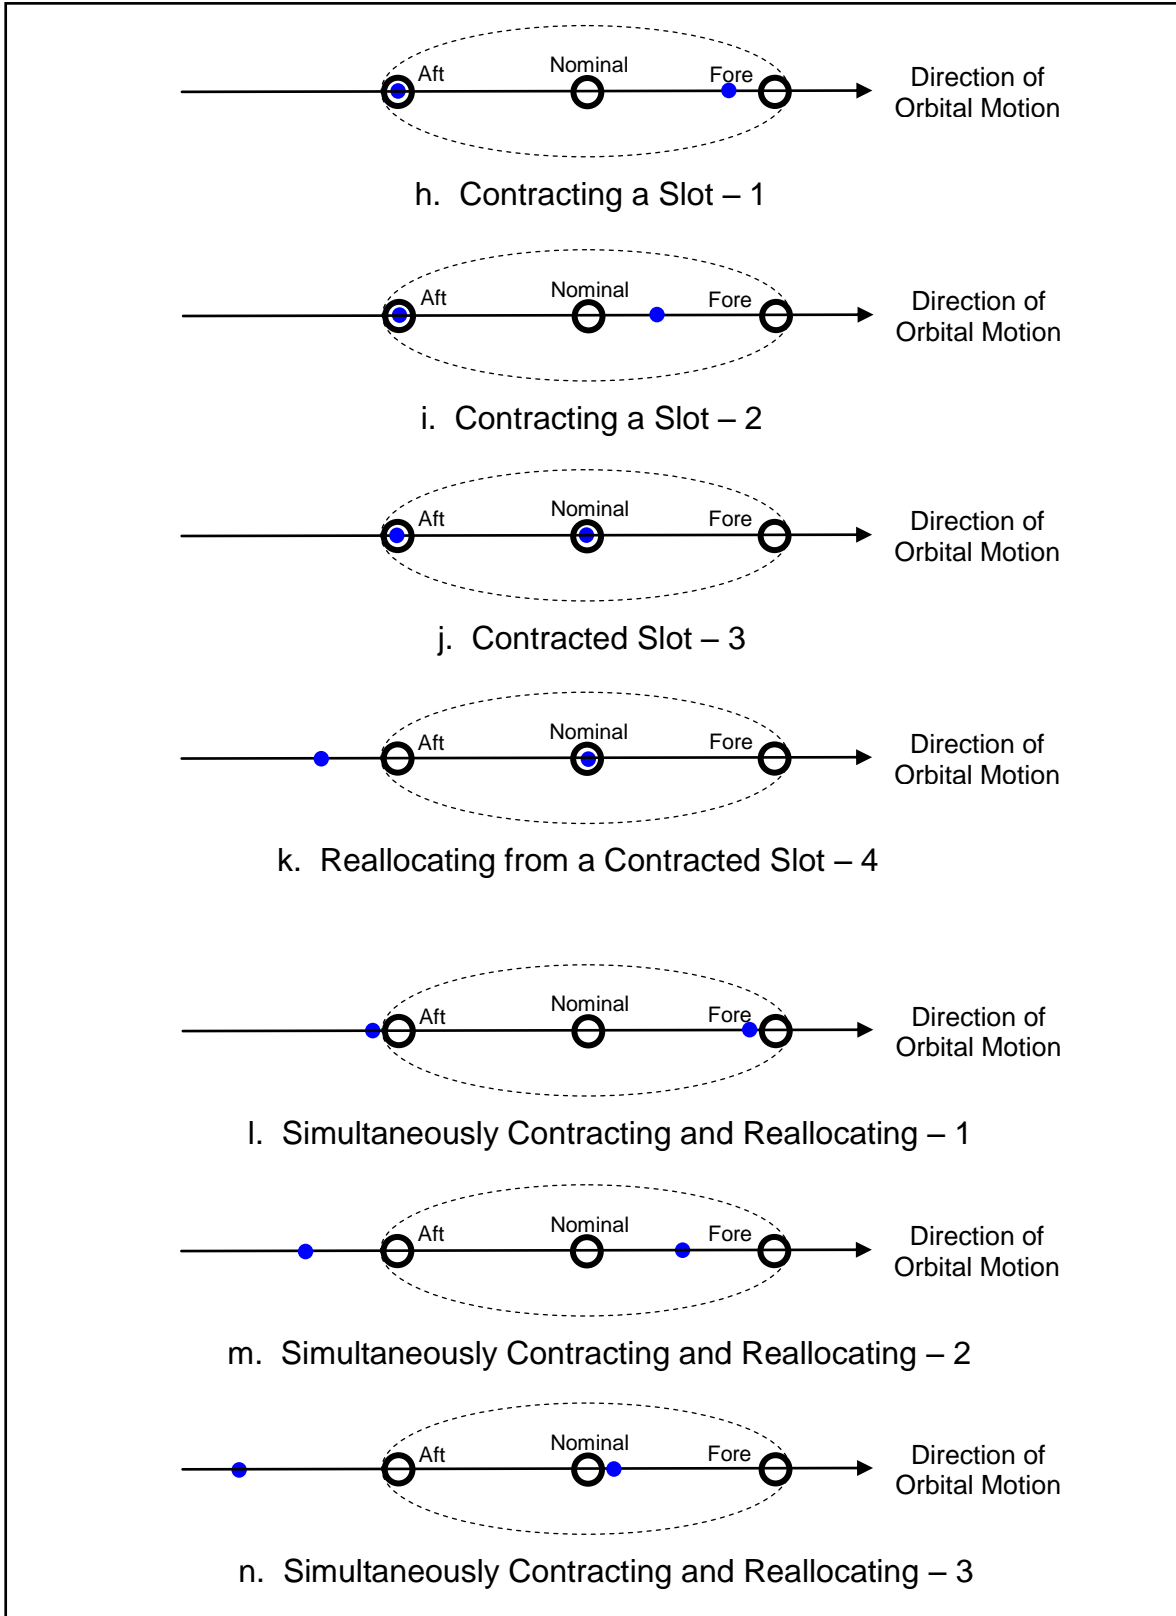 Aft
Nominal
Fore
Direction of
Orbital Motion
h. Contracting a Slot – 1
Aft
Nominal
Fore
Direction of
Orbital Motion
i. Contracting a Slot – 2
Aft
Nominal
Fore
Direction of
Orbital Motion
j. Contracted Slot – 3
Aft
Nominal
Fore
Direction of
Orbital Motion
k. Reallocating from a Contracted Slot – 4
Aft
Nominal
Fore
Direction of
Orbital Motion
l. Simultaneously Contracting and Reallocating – 1
Aft
Nominal
Fore
Direction of
Orbital Motion
m. Simultaneously Contracting and Reallocating – 2
Aft
Nominal
Fore
Direction of
Orbital Motion
n. Simultaneously Contracting and Reallocating – 3